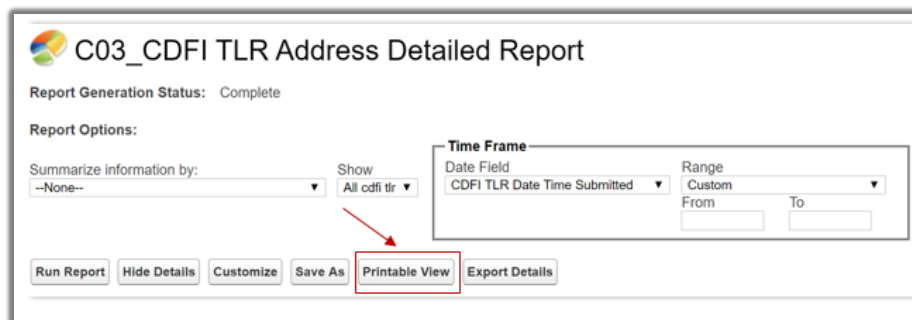 C03_CDFI TLR Address Detailed Report
Report Generation Status: Complete
Report Options:
Time Frame
Summarize information by:
Show
Date Field
Range
--None--
All cdfi tlr
CDFI TLR Date Time Submitted
Custom
From
To
Run Report
Hide Details
Customize
Save As
Printable View
Export Details